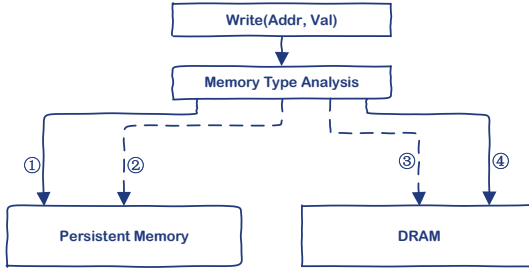 Write(Addr, Val)
Memory Type Analysis
① ② ③ ④
Persistent Memory DRAM